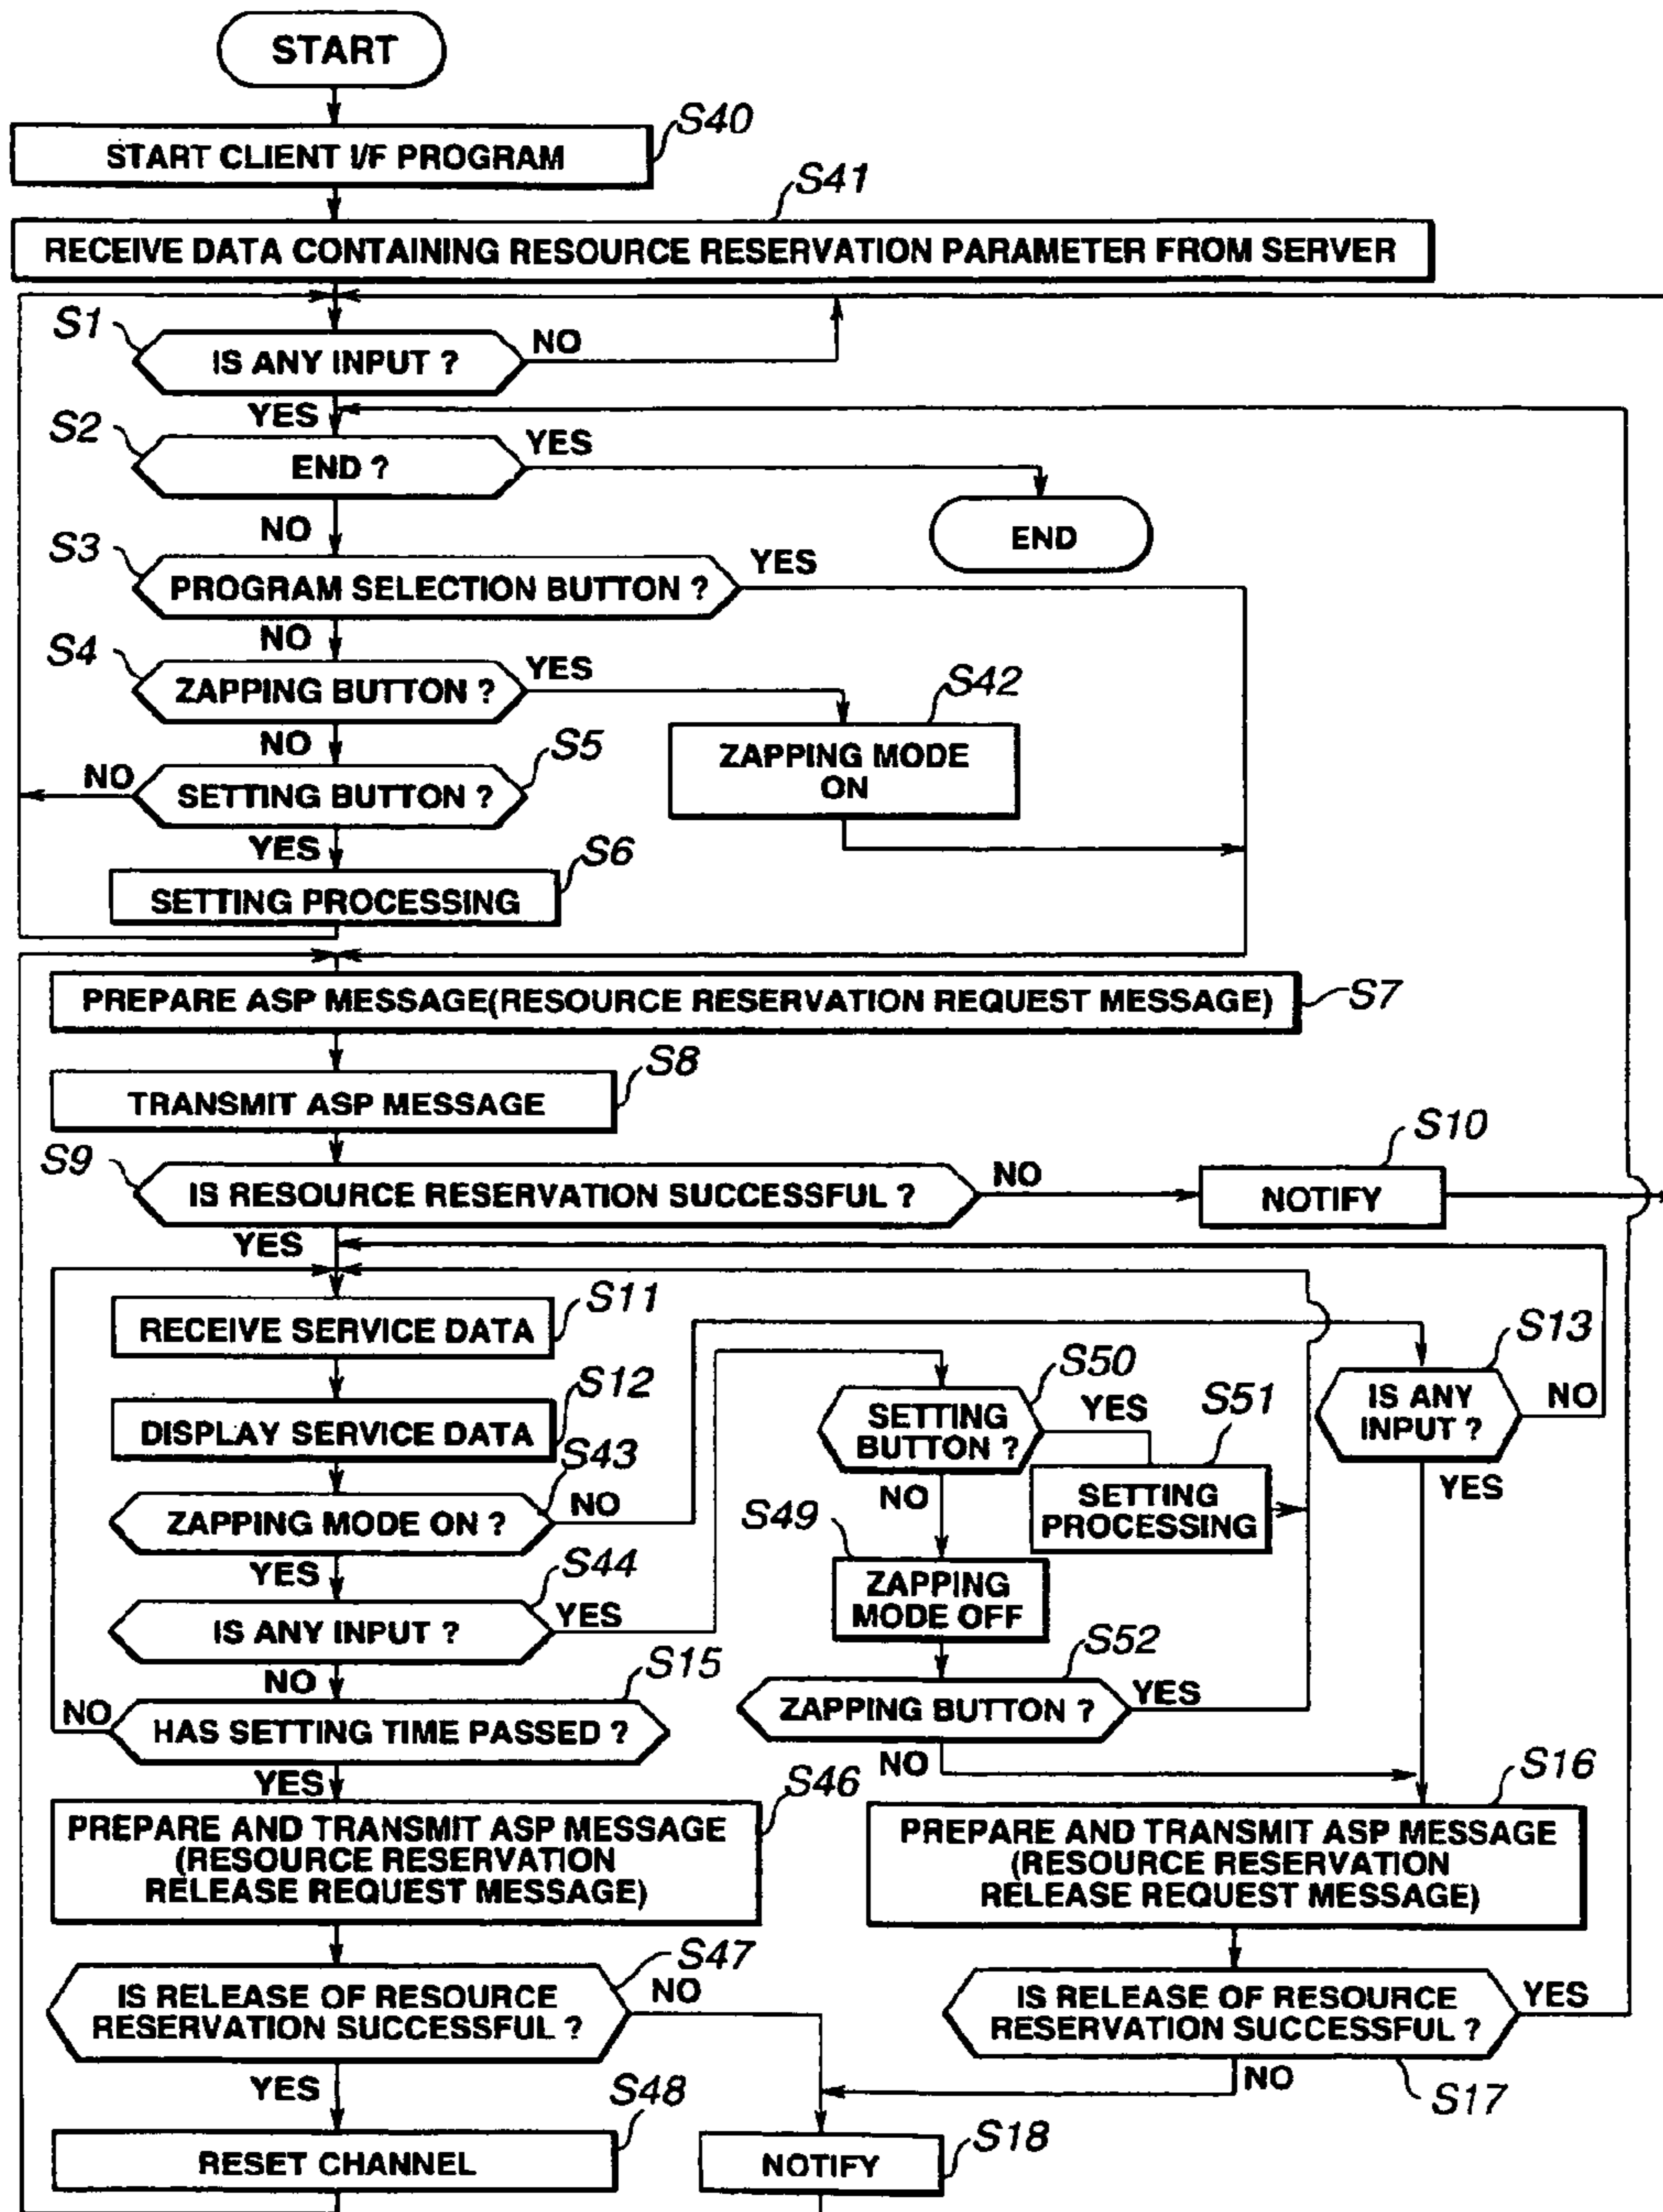 START
S40
START CLIENT I/F PROGRAM
S41
RECEIVE DATA CONTAINING RESOURCE RESERVATION PARAMETER FROM SERVER
S1
IS ANY INPUT ?
NO
YES
S2
END ?
YES
END
NO
S3
PROGRAM SELECTION BUTTON ?
YES
NO
S4
ZAPPING BUTTON ?
YES
S42
ZAPPING MODE
ON
NO
S5
NO
SETTING BUTTON ?
YES
S6
SETTING PROCESSING
PREPARE ASP MESSAGE(RESOURCE RESERVATION REQUEST MESSAGE)
S7
S8
TRANSMIT ASP MESSAGE
S9
IS RESOURCE RESERVATION SUCCESSFUL ?
NO
S10
NOTIFY
YES
S11
RECEIVE SERVICE DATA
S12
DISPLAY SERVICE DATA
S43
ZAPPING MODE ON ?
NO
YES
S44
IS ANY INPUT ?
YES
NO
S15
NO
HAS SETTING TIME PASSED ?
YES
S46
PREPARE AND TRANSMIT ASP MESSAGE
(RESOURCE RESERVATION
RELEASE REQUEST MESSAGE)
S47
IS RELEASE OF RESOURCE
RESERVATION SUCCESSFUL ?
NO
YES
S48
RESET CHANNEL
S50
SETTING
BUTTON ?
YES
S51
SETTING
PROCESSING
NO
S49
ZAPPING
MODE OFF
S52
ZAPPING BUTTON ?
YES
NO
S13
IS ANY
INPUT ?
NO
YES
S16
PREPARE AND TRANSMIT ASP MESSAGE
(RESOURCE RESERVATION
RELEASE REQUEST MESSAGE)
IS RELEASE OF RESOURCE
RESERVATION SUCCESSFUL ?
YES
NO
S17
S18
NOTIFY